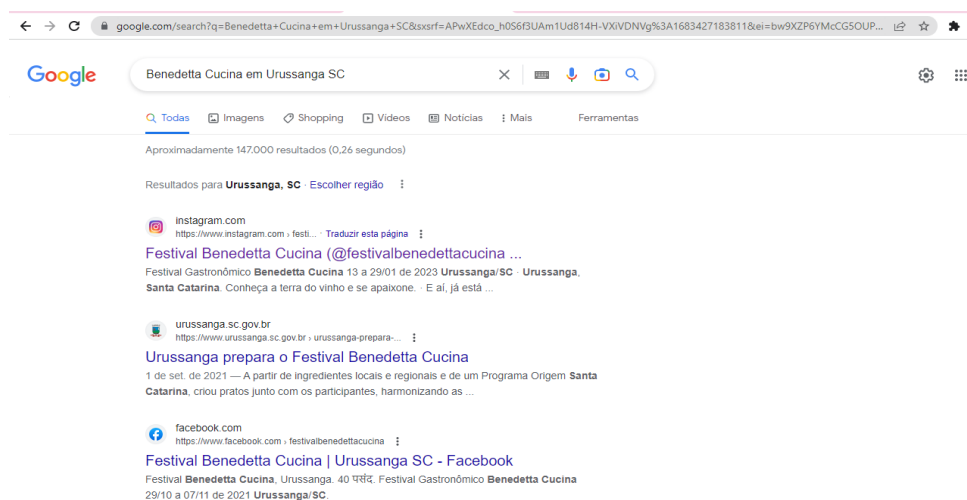 google.com/search?q=Benedetta+Cucina+em+Urussanga+SC&sxsrf=APwXEdco_h0S6f3UAm1Ud814H-VXiVDNVg%3A1683427183811&ei=bw9XZP6YMcCG5OUP...
Google
Benedetta Cucina em Urussanga SC
Todas Imagens Shopping Vídeos Notícias Mais Ferramentas
Aproximadamente 147.000 resultados (0,26 segundos)
Resultados para Urussanga, SC · Escolher região
instagram.com
https://www.instagram.com › festi... · Traduzir esta página
Festival Benedetta Cucina (@festivalbenedettacucina ...
Festival Gastronômico Benedetta Cucina 13 a 29/01 de 2023 Urussanga/SC · Urussanga,
Santa Catarina. Conheça a terra do vinho e se apaixone. · E aí, já está ...
urussanga.sc.gov.br
https://www.urussanga.sc.gov.br › urussanga-prepara-...
Urussanga prepara o Festival Benedetta Cucina
1 de set. de 2021 — A partir de ingredientes locais e regionais e de um Programa Origem Santa
Catarina, criou pratos junto com os participantes, harmonizando as ...
facebook.com
https://www.facebook.com › festivalbenedettacucina
Festival Benedetta Cucina | Urussanga SC - Facebook
Festival Benedetta Cucina, Urussanga. 40 पसंद. Festival Gastronômico Benedetta Cucina
29/10 a 07/11 de 2021 Urussanga/SC.